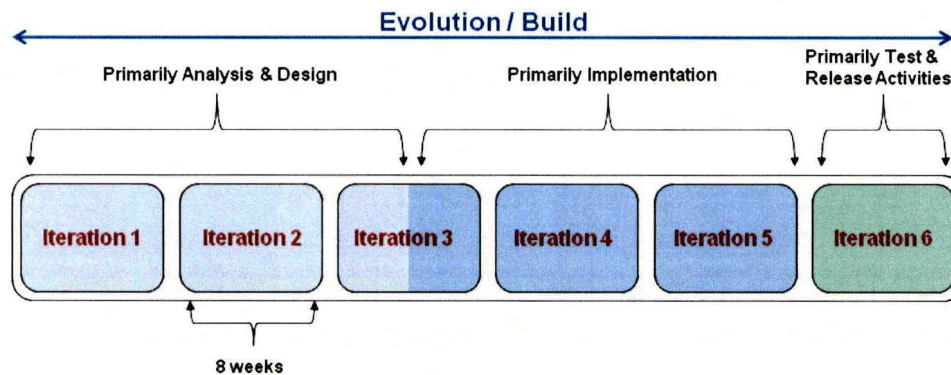 Evolution / Build
Primarily Analysis & Design
Primarily Implementation
Primarily Test &
Release Activities
Iteration 1
Iteration 2
Iteration 3
Iteration 4
Iteration 5
Iteration 6
8 weeks